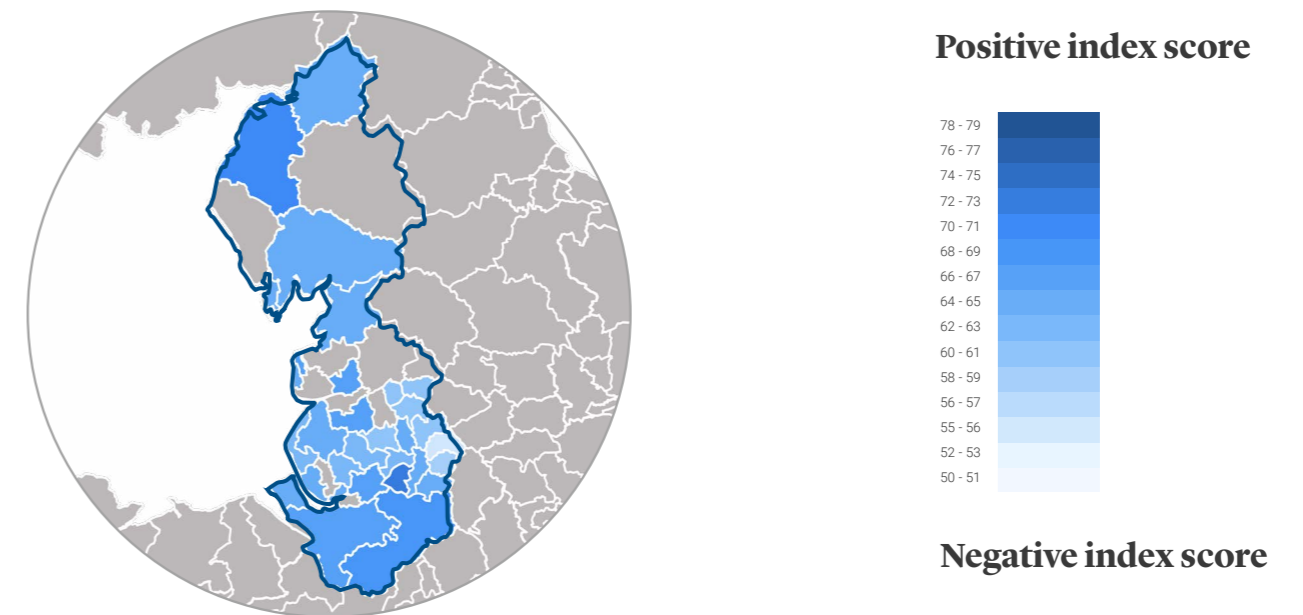 Positive index score
78 - 79
76 - 77
74 - 75
72 - 73
70 - 71
68 - 69
66 - 67
64 - 65
62 - 63
60 - 61
58 - 59
56 - 57
55 - 56
52 - 53
50 - 51
Negative index score